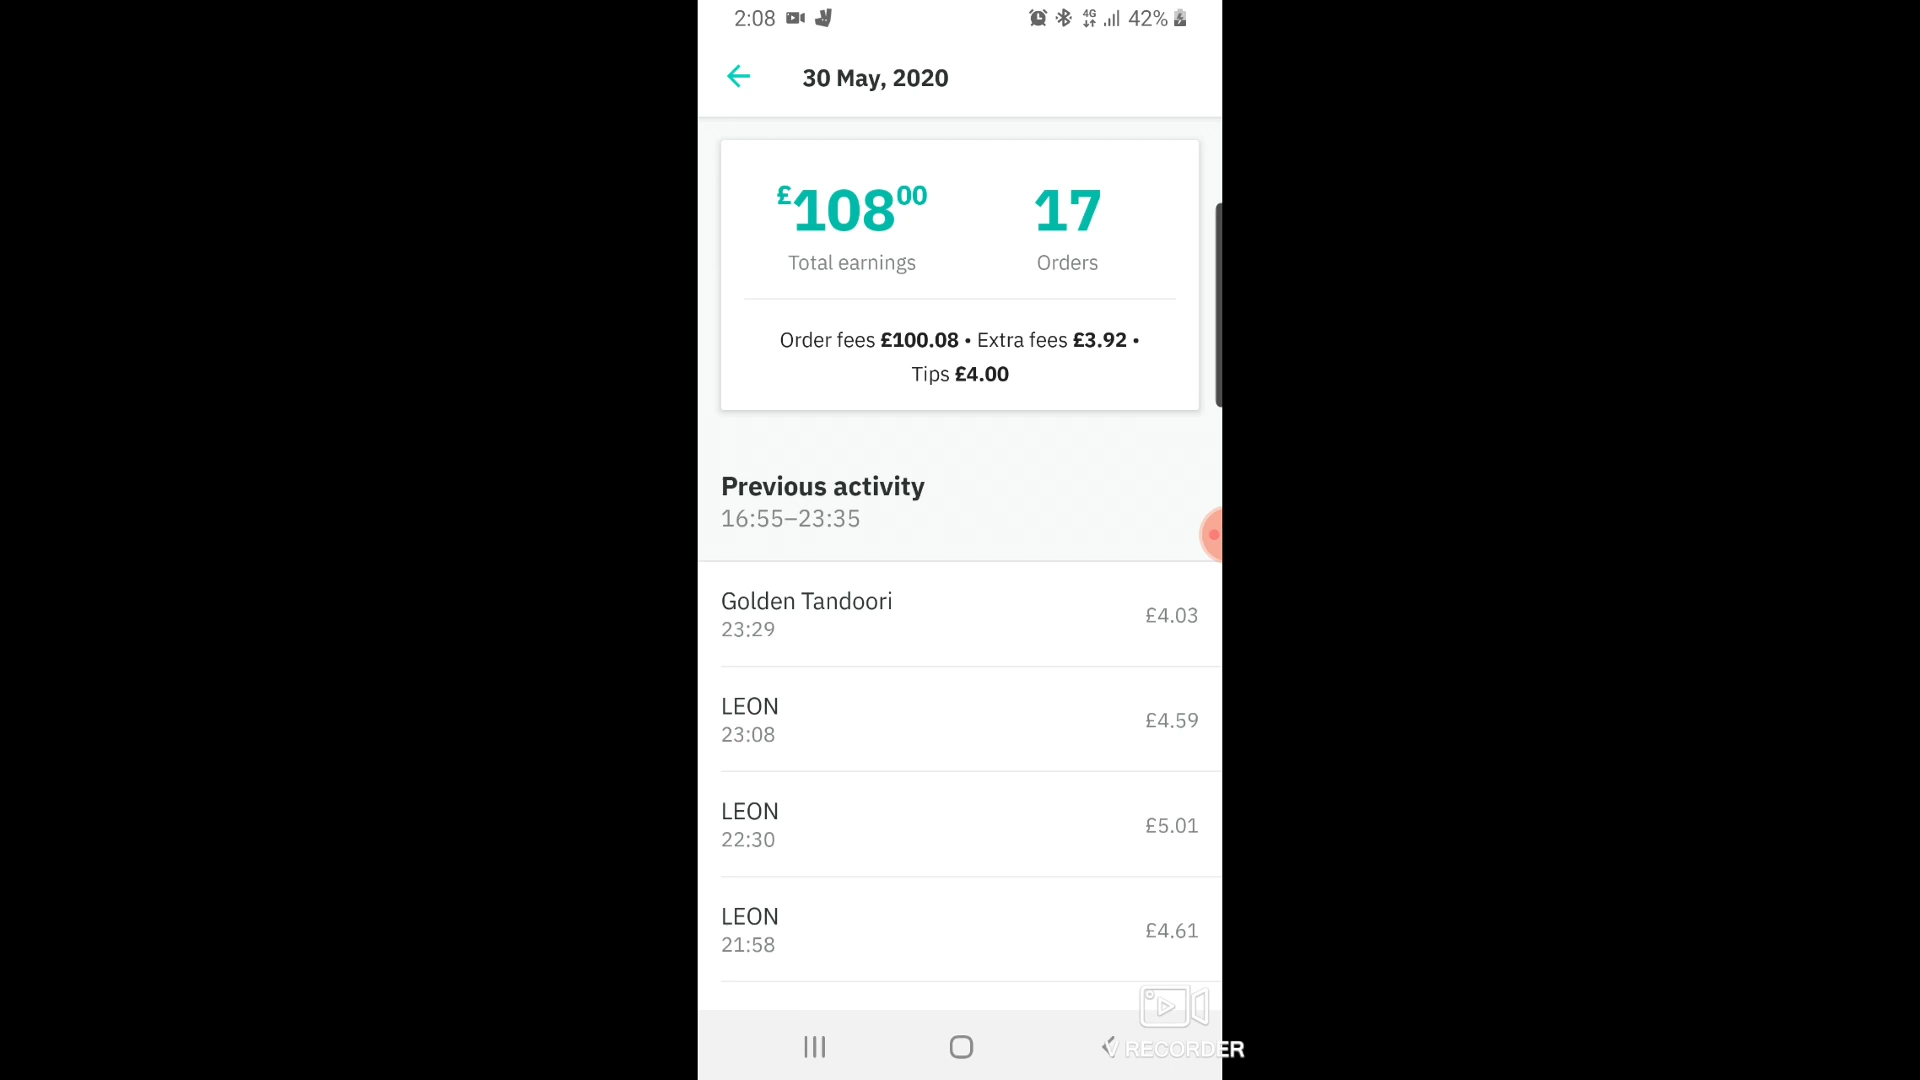 2:08 4G 42%
30 May, 2020
£108.00 17
Total earnings Orders
Order fees £100.08 • Extra fees £3.92 •
Tips £4.00
Previous activity
16:55–23:35
Golden Tandoori
23:29
£4.03
LEON
23:08
£4.59
LEON
22:30
£5.01
LEON
21:58
£4.61
V RECORDER